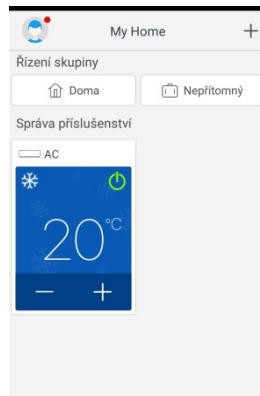 My Home +
Řízení skupiny
Doma Nepřítomný
Správa příslušenství
AC
20°C
− +